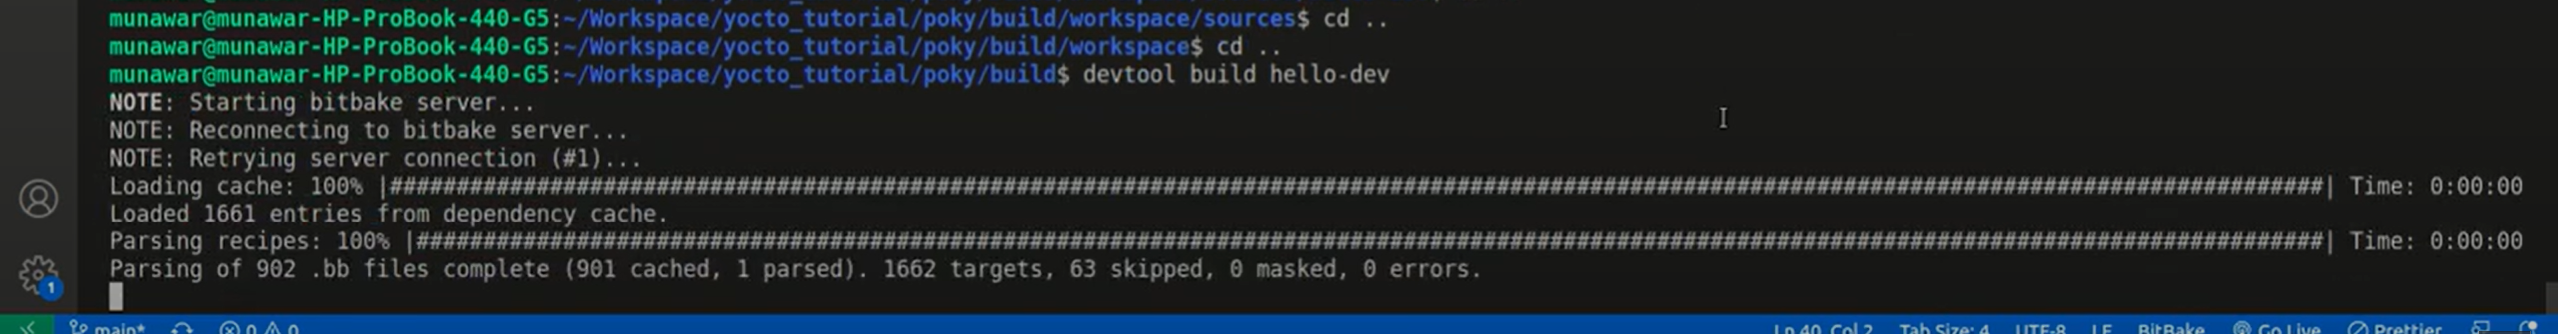 munawar@munawar-HP-ProBook-440-G5:~/Workspace/yocto_tutorial/poky/build/workspace/sources$ cd ..
munawar@munawar-HP-ProBook-440-G5:~/Workspace/yocto_tutorial/poky/build/workspace$ cd ..
munawar@munawar-HP-ProBook-440-G5:~/Workspace/yocto_tutorial/poky/build$ devtool build hello-dev
NOTE: Starting bitbake server...
NOTE: Reconnecting to bitbake server...
NOTE: Retrying server connection (#1)...
Loading cache: 100% |#################################################################################################################################################| Time: 0:00:00
Loaded 1661 entries from dependency cache.
Parsing recipes: 100% |###############################################################################################################################################| Time: 0:00:00
Parsing of 902 .bb files complete (901 cached, 1 parsed). 1662 targets, 63 skipped, 0 masked, 0 errors.
1
main* 0 0 Ln 40, Col 2 Tab Size: 4 UTF-8 LF BitBake Go Live Prettier